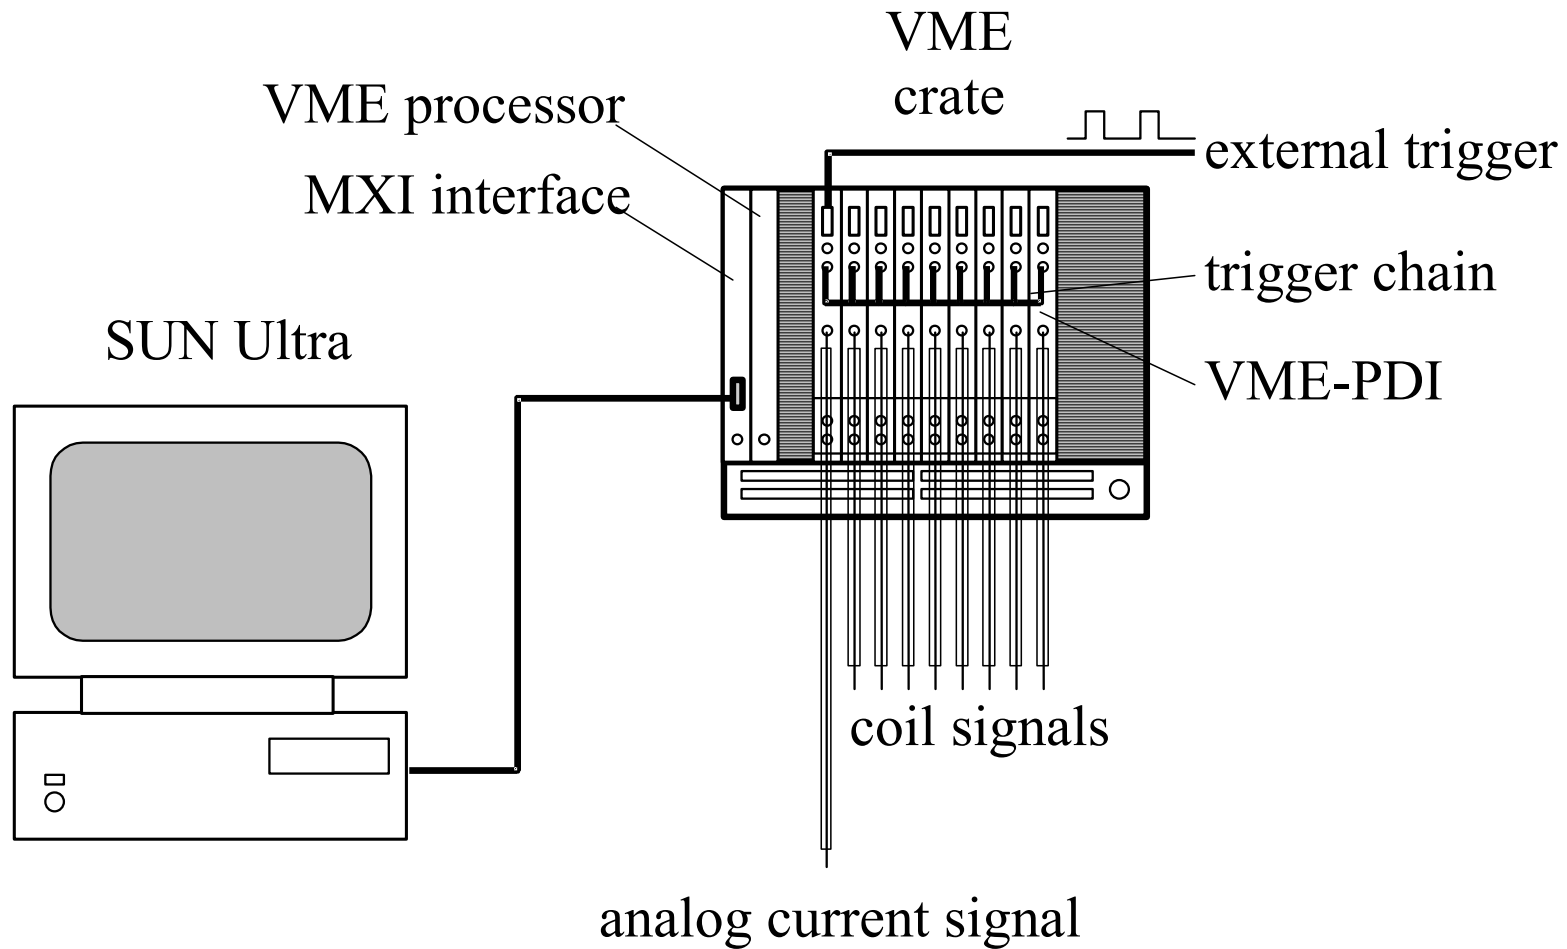 VME
crate
VME processor
external trigger
MXI interface
trigger chain
SUN Ultra
VME-PDI
coil signals
analog current signal